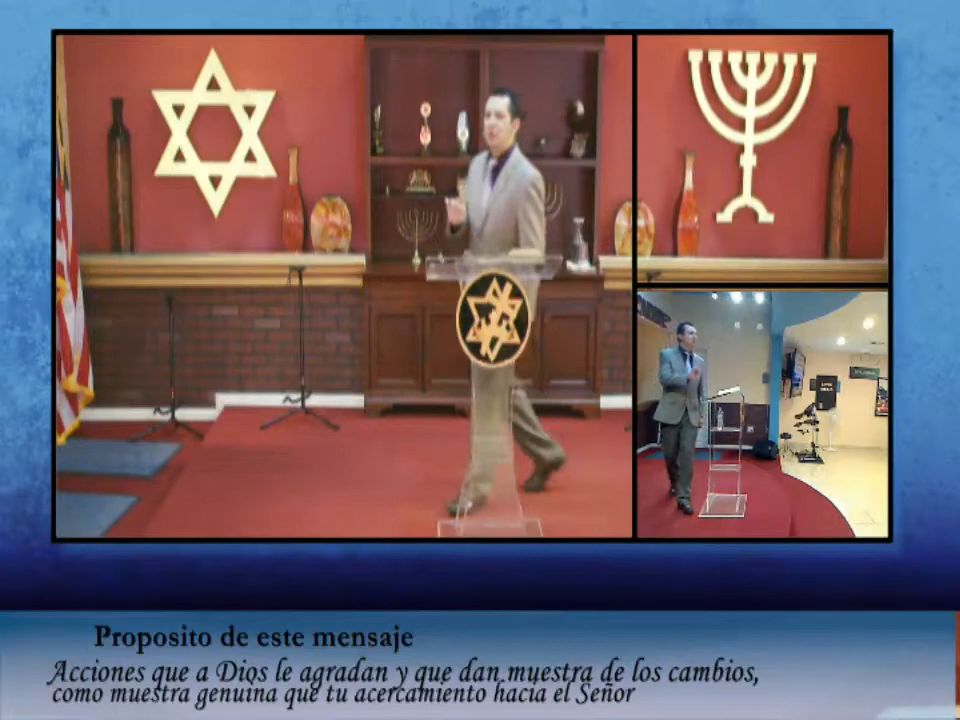 Proposito de este mensaje
Acciones que a Dios le agradan y que dan muestra de los cambios,
como muestra genuina que tu acercamiento hacia el Señor